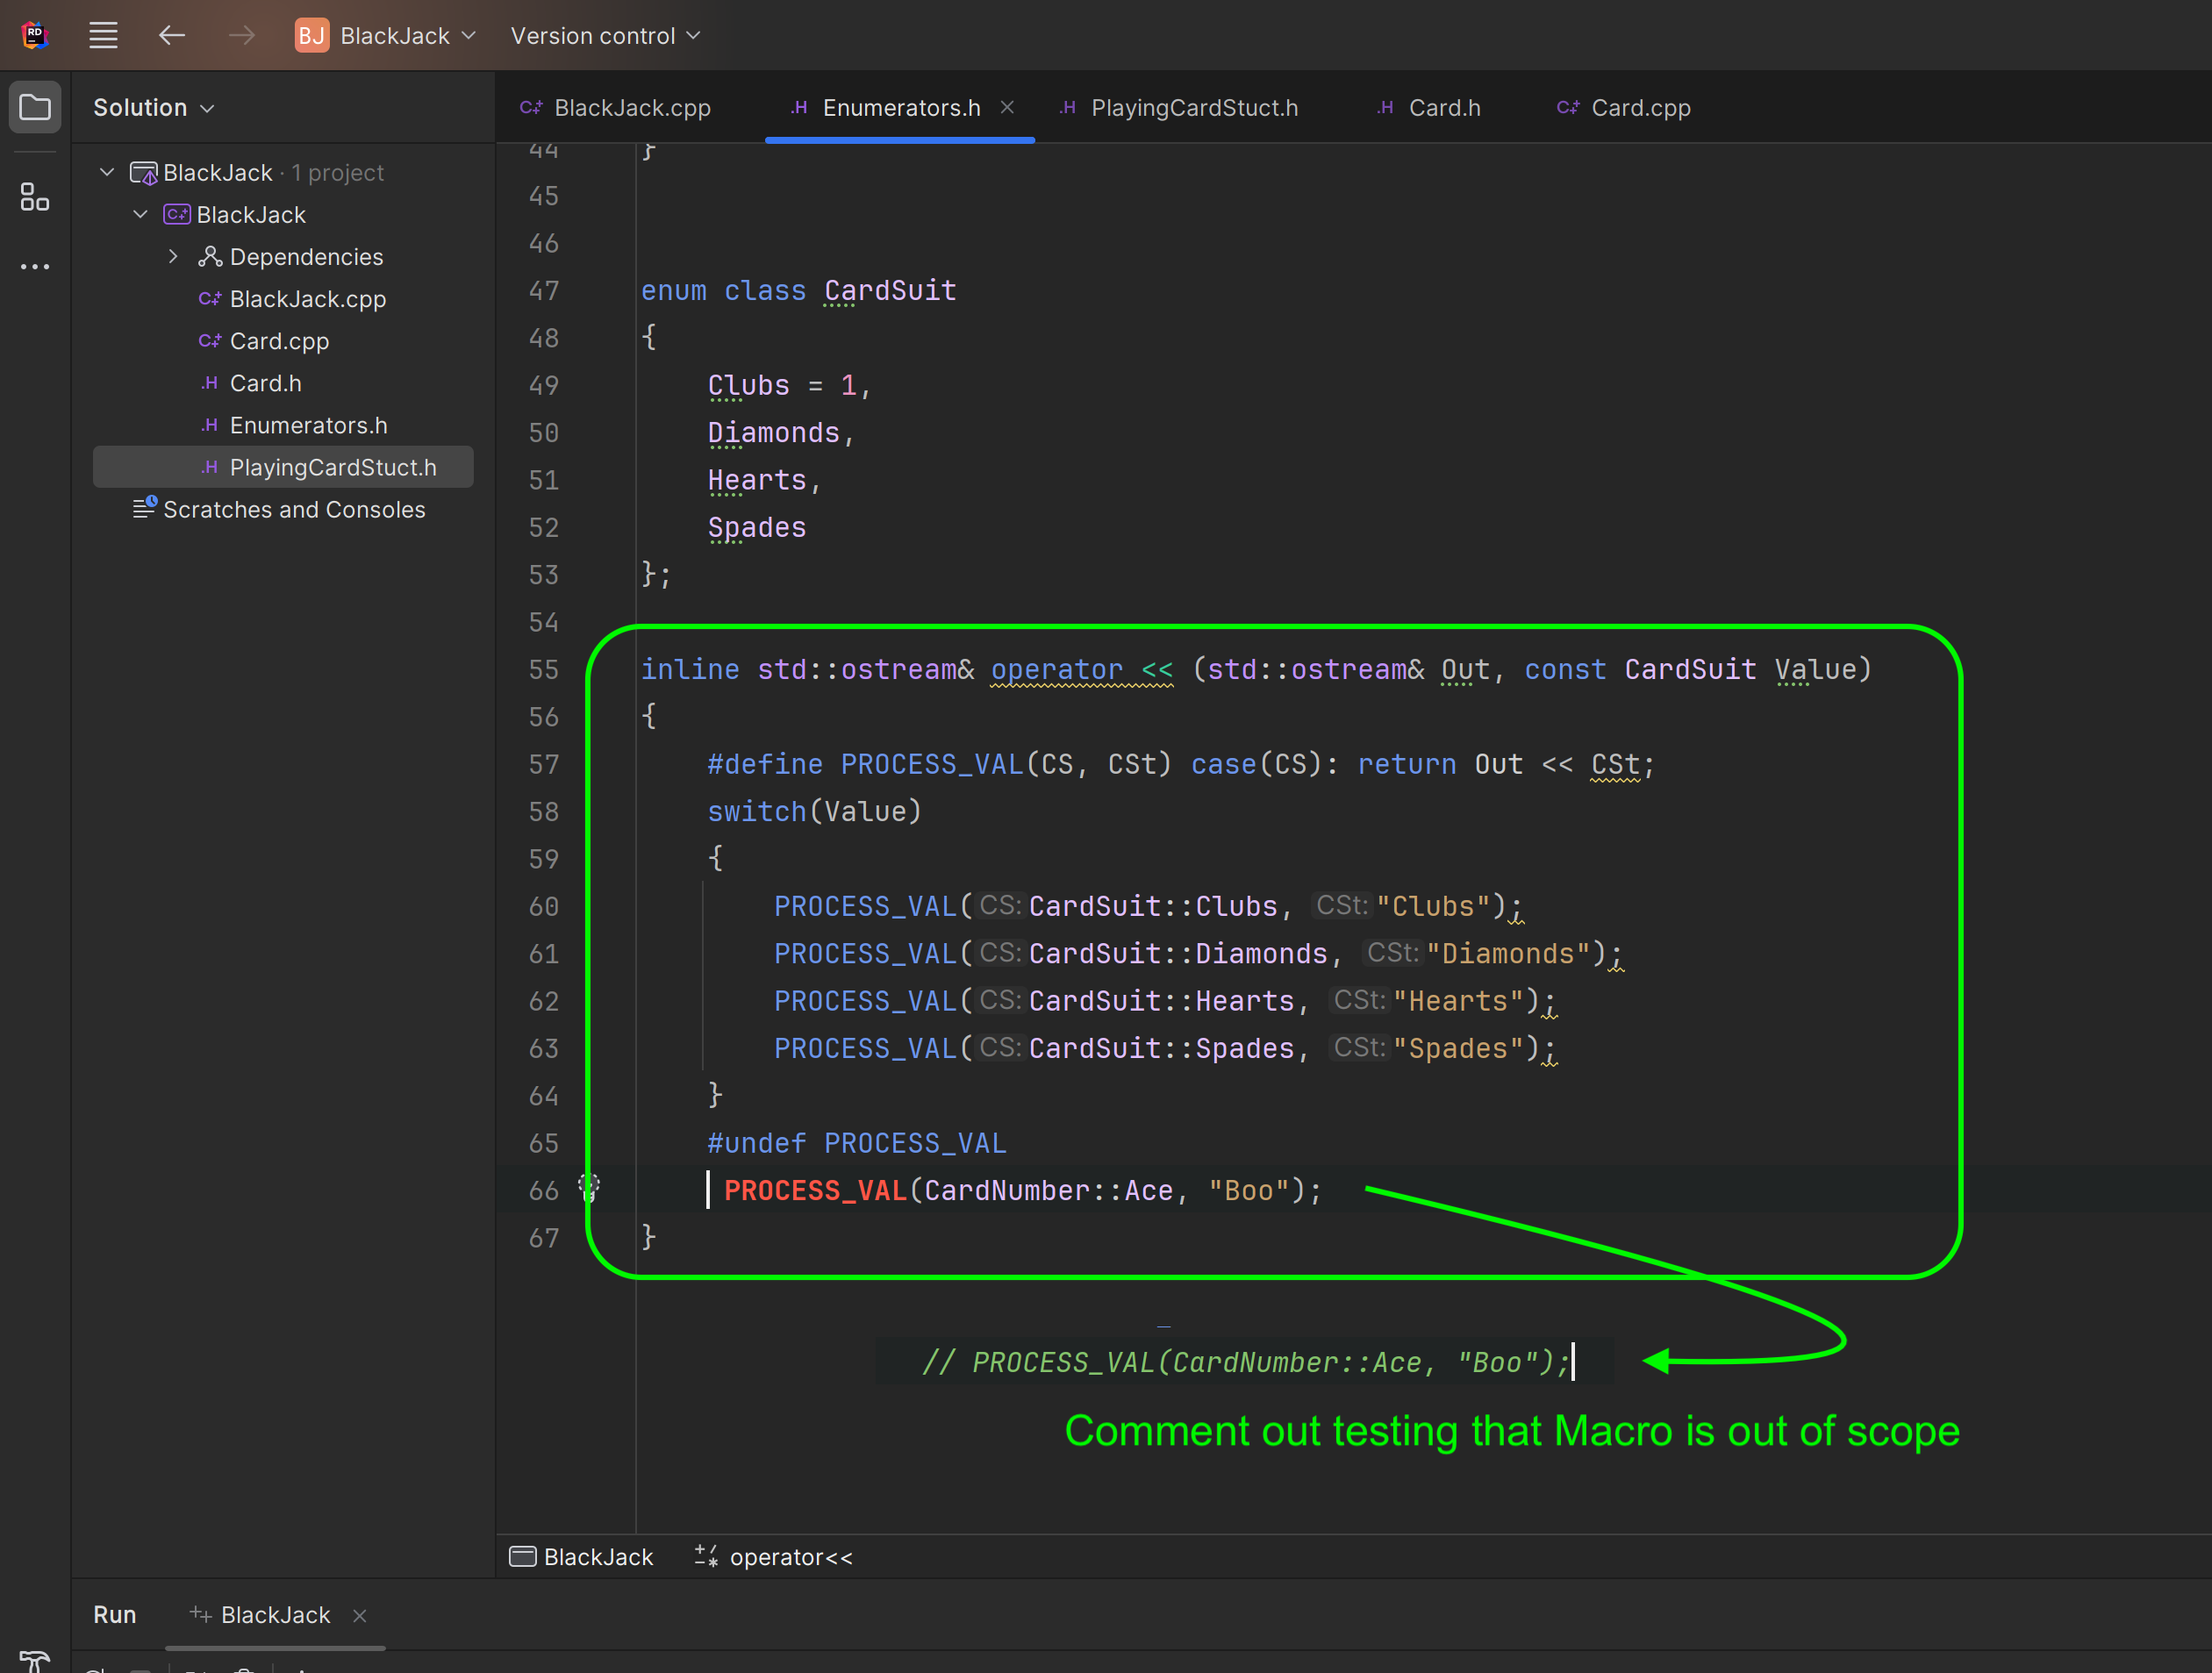 RD
BJ BlackJack Version control
Solution
BlackJack · 1 project
BlackJack
Dependencies
C++ BlackJack.cpp
C++ Card.cpp
.H Card.h
.H Enumerators.h
.H PlayingCardStuct.h
Scratches and Consoles
C++ BlackJack.cpp .H Enumerators.h .H PlayingCardStuct.h .H Card.h C++ Card.cpp
44 }
45
46
47 enum class CardSuit
48 {
49 Clubs = 1,
50 Diamonds,
51 Hearts,
52 Spades
53 };
54
55 inline std::ostream& operator << (std::ostream& Out, const CardSuit Value)
56 {
57 #define PROCESS_VAL(CS, CSt) case(CS): return Out << CSt;
58 switch(Value)
59 {
60 PROCESS_VAL(CS:CardSuit::Clubs, CSt:"Clubs");
61 PROCESS_VAL(CS:CardSuit::Diamonds, CSt:"Diamonds");
62 PROCESS_VAL(CS:CardSuit::Hearts, CSt:"Hearts");
63 PROCESS_VAL(CS:CardSuit::Spades, CSt:"Spades");
64 }
65 #undef PROCESS_VAL
66 PROCESS_VAL(CardNumber::Ace, "Boo");
67 }
// PROCESS_VAL(CardNumber::Ace, "Boo");
Comment out testing that Macro is out of scope
BlackJack operator<<
Run BlackJack